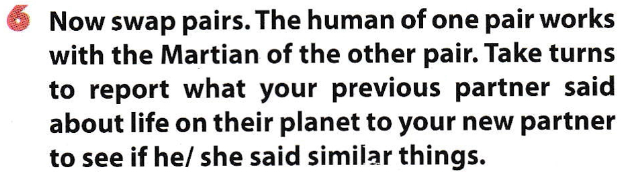 6 Now swap pairs. The human of one pair works
with the Martian of the other pair. Take turns
to report what your previous partner said
about life on their planet to your new partner
to see if he/ she said similar things.